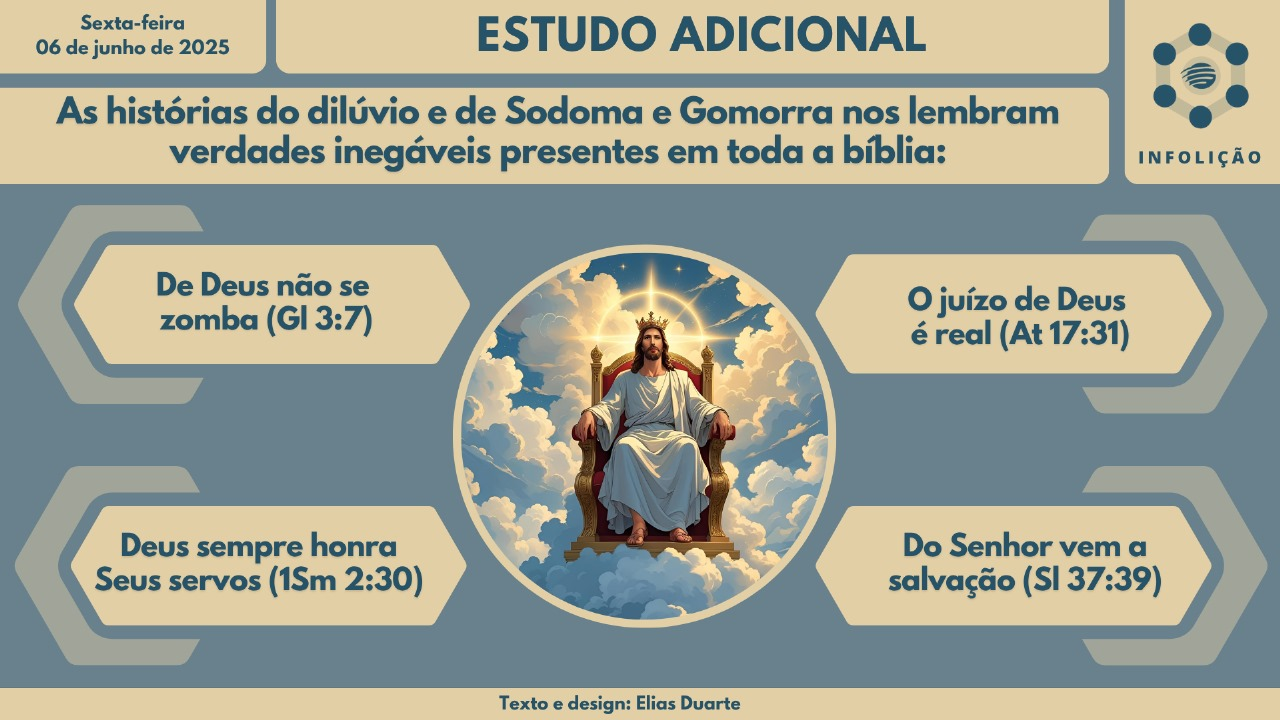 Sexta-feira
06 de junho de 2025
ESTUDO ADICIONAL
INFOLIÇÃO
As histórias do dilúvio e de Sodoma e Gomorra nos lembram
verdades inegáveis presentes em toda a bíblia:
De Deus não se
zomba (Gl 3:7)
O juízo de Deus
é real (At 17:31)
Deus sempre honra
Seus servos (1Sm 2:30)
Do Senhor vem a
salvação (Sl 37:39)
Texto e design: Elias Duarte